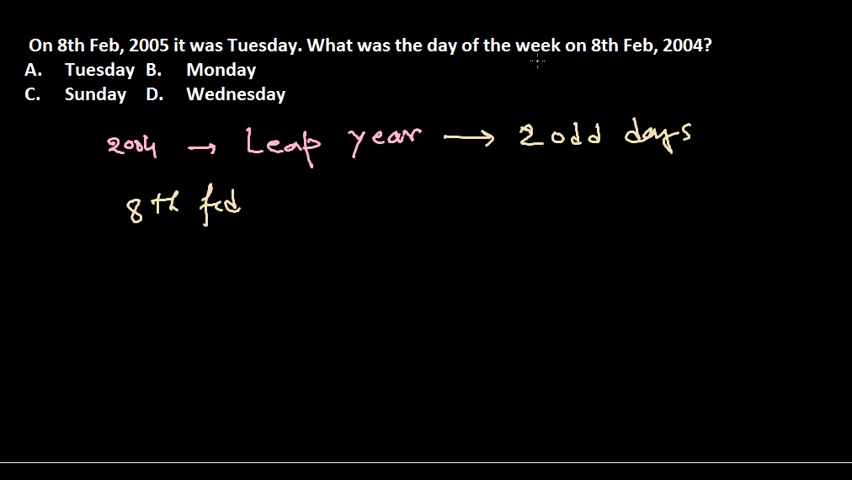 On 8th Feb, 2005 it was Tuesday. What was the day of the week on 8th Feb, 2004?
A. Tuesday B. Monday
C. Sunday D. Wednesday
2004 → Leap year → 2 odd days
8th fed